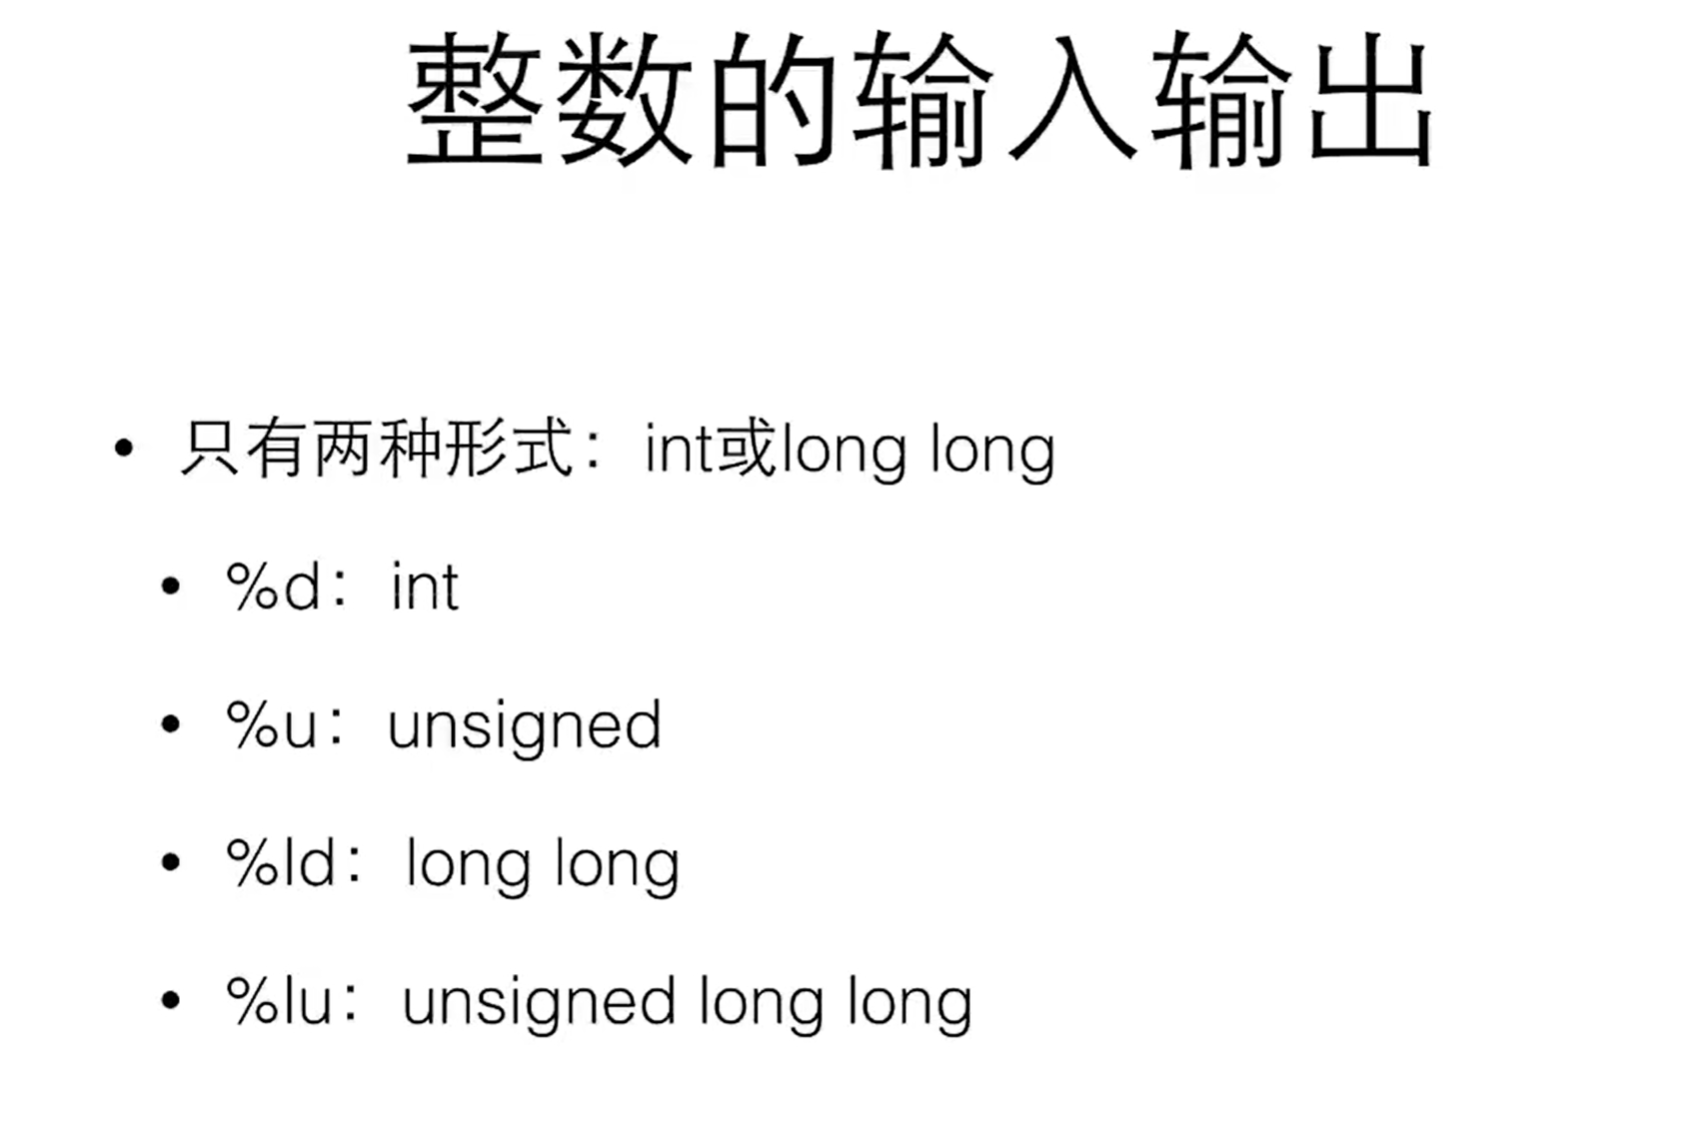 整数的输入输出
• 只有两种形式：int或long long
• %d：int
• %u：unsigned
• %ld：long long
• %lu：unsigned long long